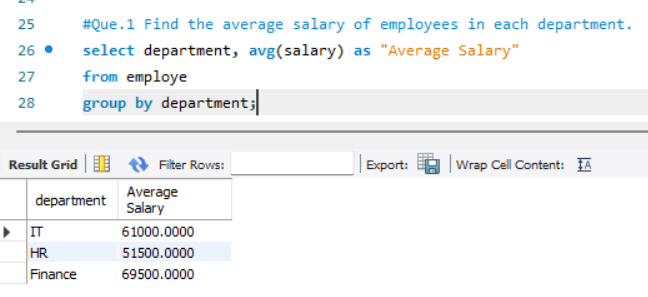 25 #Que.1 Find the average salary of employees in each department.
26 select department, avg(salary) as "Average Salary"
27 from employe
28 group by department;
Result Grid Filter Rows: Export: Wrap Cell Content:
department Average Salary
IT 61000.0000
HR 51500.0000
Finance 69500.0000